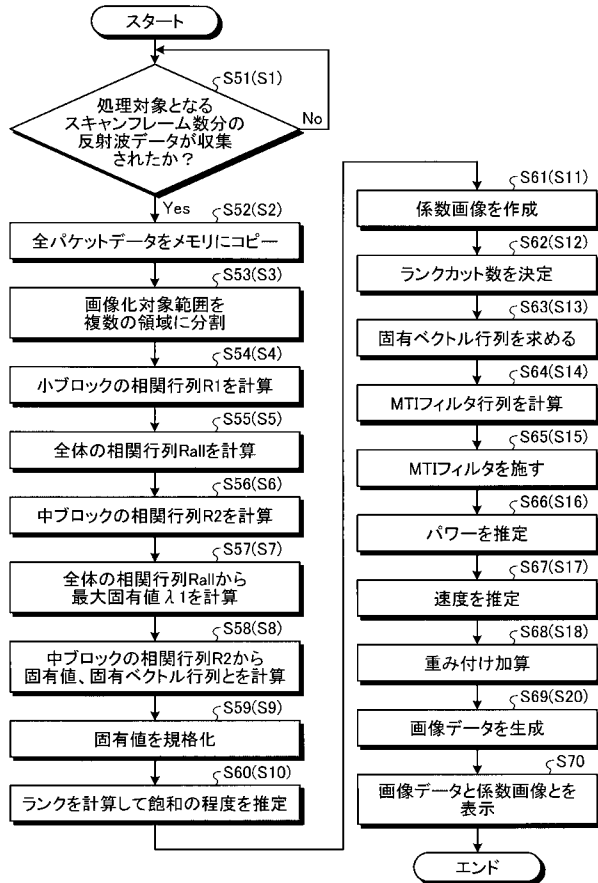 スタート
S51(S1)
処理対象となる
スキャンフレーム数分の
反射波データが収集
されたか?
No
Yes
S52(S2)
全パケットデータをメモリにコピー
S53(S3)
画像化対象範囲を
複数の領域に分割
S54(S4)
小ブロックの相関行列R1を計算
S55(S5)
全体の相関行列Rallを計算
S56(S6)
中ブロックの相関行列R2を計算
S57(S7)
全体の相関行列Rallから
最大固有値λ1を計算
S58(S8)
中ブロックの相関行列R2から
固有値、固有ベクトル行列とを計算
S59(S9)
固有値を規格化
S60(S10)
ランクを計算して飽和の程度を推定
S61(S11)
係数画像を作成
S62(S12)
ランクカット数を決定
S63(S13)
固有ベクトル行列を求める
S64(S14)
MTIフィルタ行列を計算
S65(S15)
MTIフィルタを施す
S66(S16)
パワーを推定
S67(S17)
速度を推定
S68(S18)
重み付け加算
S69(S20)
画像データを生成
S70
画像データと係数画像とを
表示
エンド